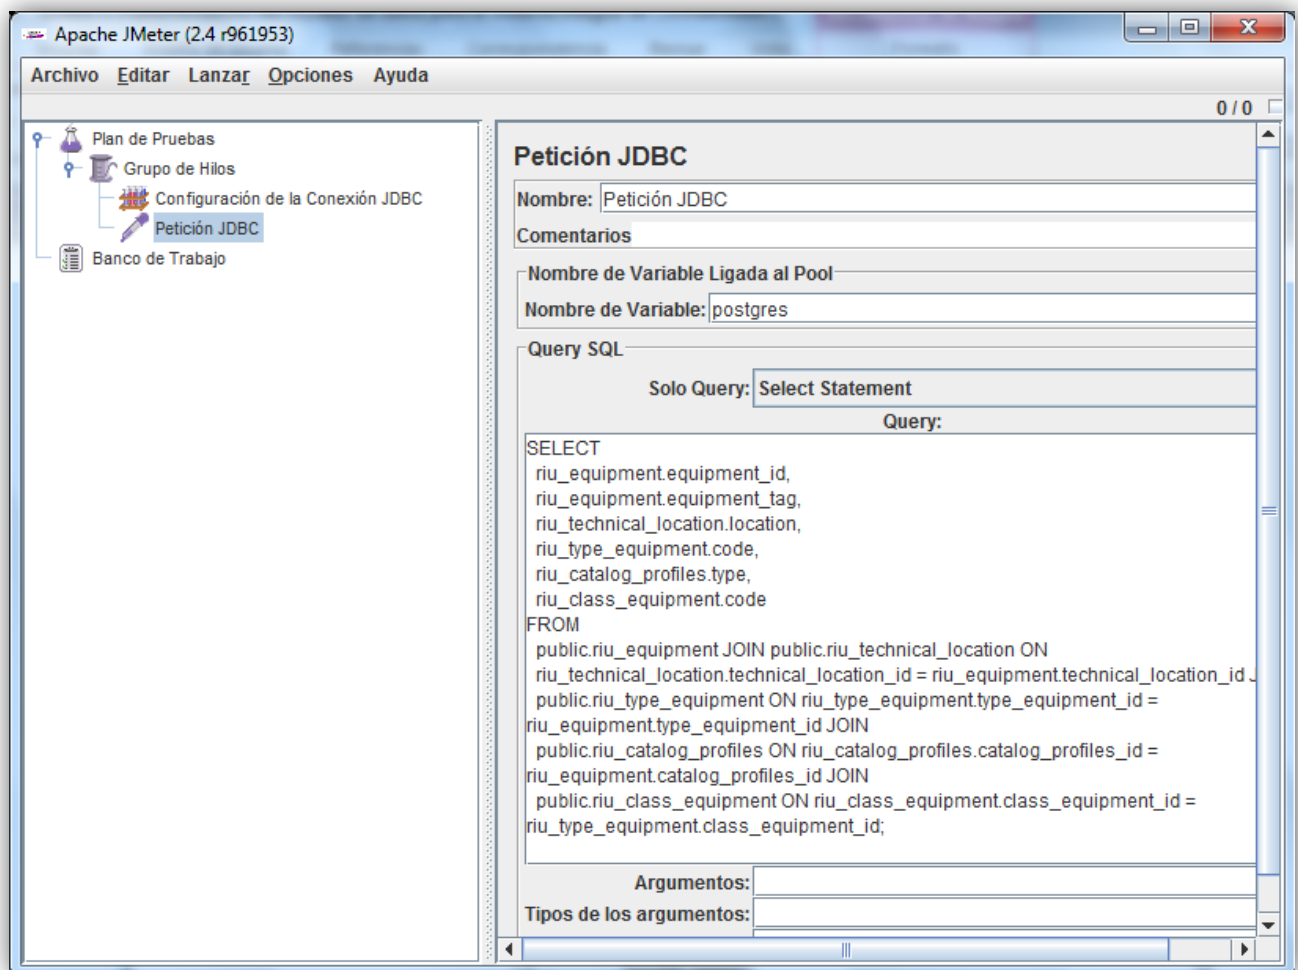 Apache JMeter (2.4 r961953)
Archivo Editar Lanzar Opciones Ayuda
0 / 0
Plan de Pruebas
Grupo de Hilos
Configuración de la Conexión JDBC
Petición JDBC
Banco de Trabajo
Petición JDBC
Nombre: Petición JDBC
Comentarios
Nombre de Variable Ligada al Pool
Nombre de Variable: postgres
Query SQL
Solo Query: Select Statement
Query:
SELECT
riu_equipment.equipment_id,
riu_equipment.equipment_tag,
riu_technical_location.location,
riu_type_equipment.code,
riu_catalog_profiles.type,
riu_class_equipment.code
FROM
public.riu_equipment JOIN public.riu_technical_location ON
riu_technical_location.technical_location_id = riu_equipment.technical_location_id
public.riu_type_equipment ON riu_type_equipment.type_equipment_id =
riu_equipment.type_equipment_id JOIN
public.riu_catalog_profiles ON riu_catalog_profiles.catalog_profiles_id =
riu_equipment.catalog_profiles_id JOIN
public.riu_class_equipment ON riu_class_equipment.class_equipment_id =
riu_type_equipment.class_equipment_id;
Argumentos:
Tipos de los argumentos: